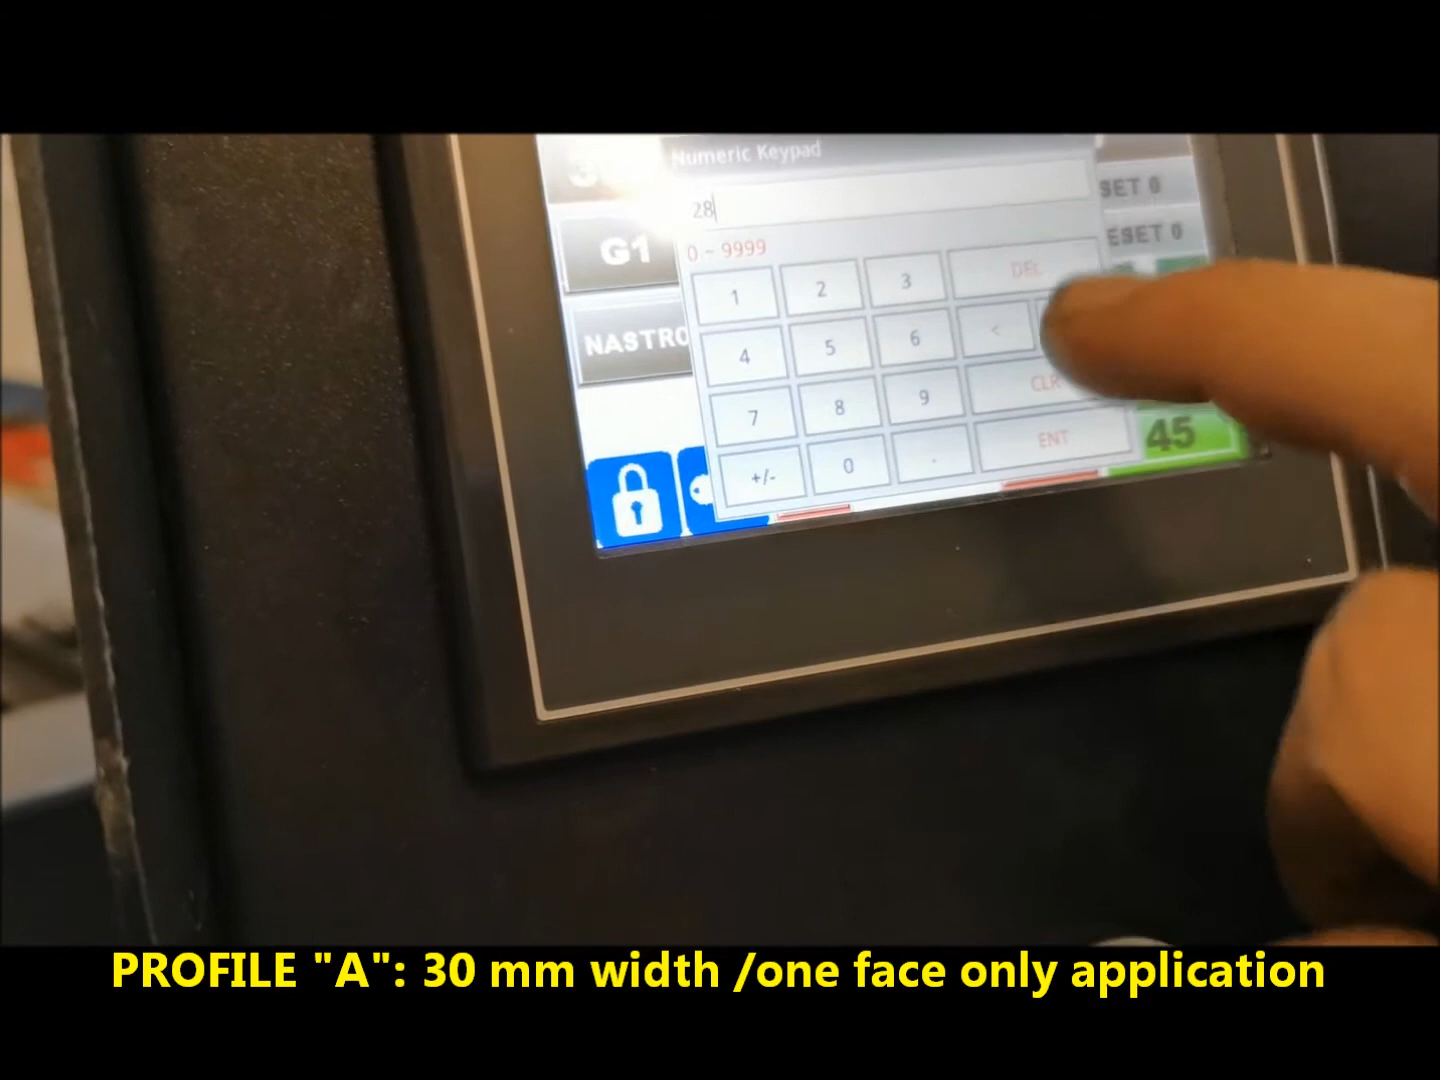 Numeric Keypad
28
0 ~ 9999
SET 0
ESET 0
G1
NASTRO
1 2 3 DEL
4 5 6 <
7 8 9 CLR
+/- 0 . ENT
45
PROFILE "A": 30 mm width /one face only application